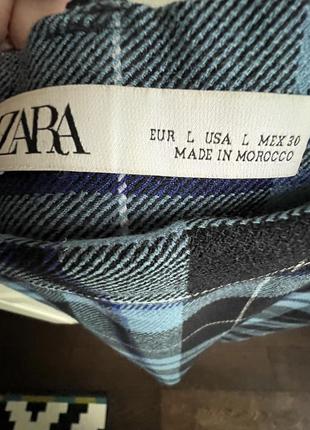 ZARA
EUR L USA L MEX 30
MADE IN MOROCCO